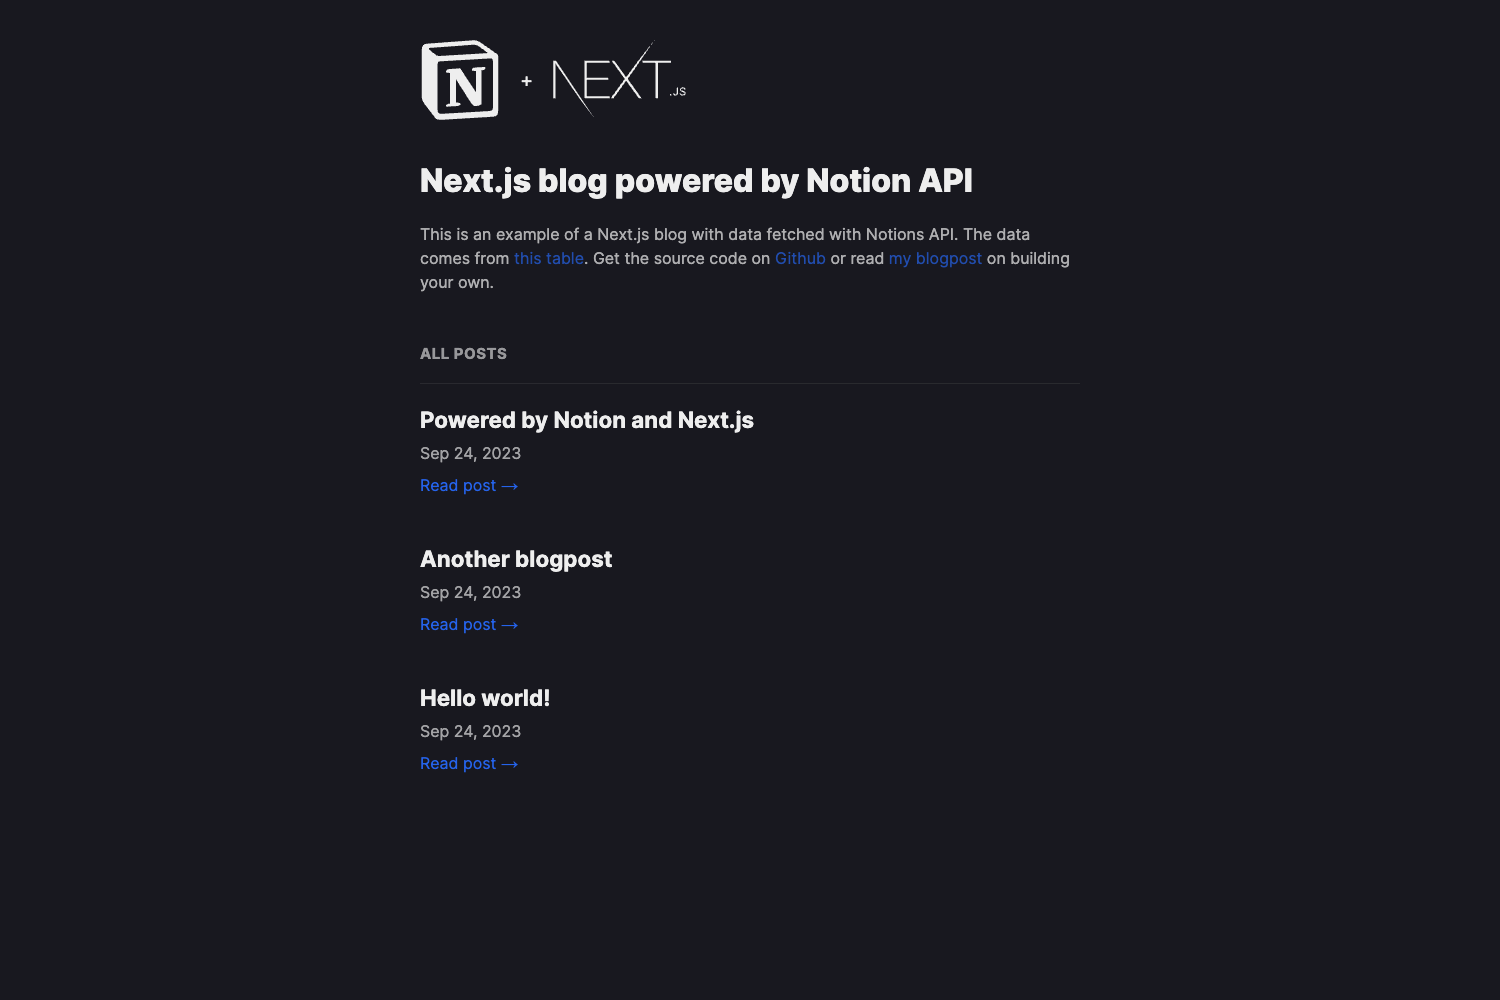 N + NEXT.JS
Next.js blog powered by Notion API
This is an example of a Next.js blog with data fetched with Notions API. The data
comes from this table. Get the source code on Github or read my blogpost on building
your own.
ALL POSTS
Powered by Notion and Next.js
Sep 24, 2023
Read post →
Another blogpost
Sep 24, 2023
Read post →
Hello world!
Sep 24, 2023
Read post →